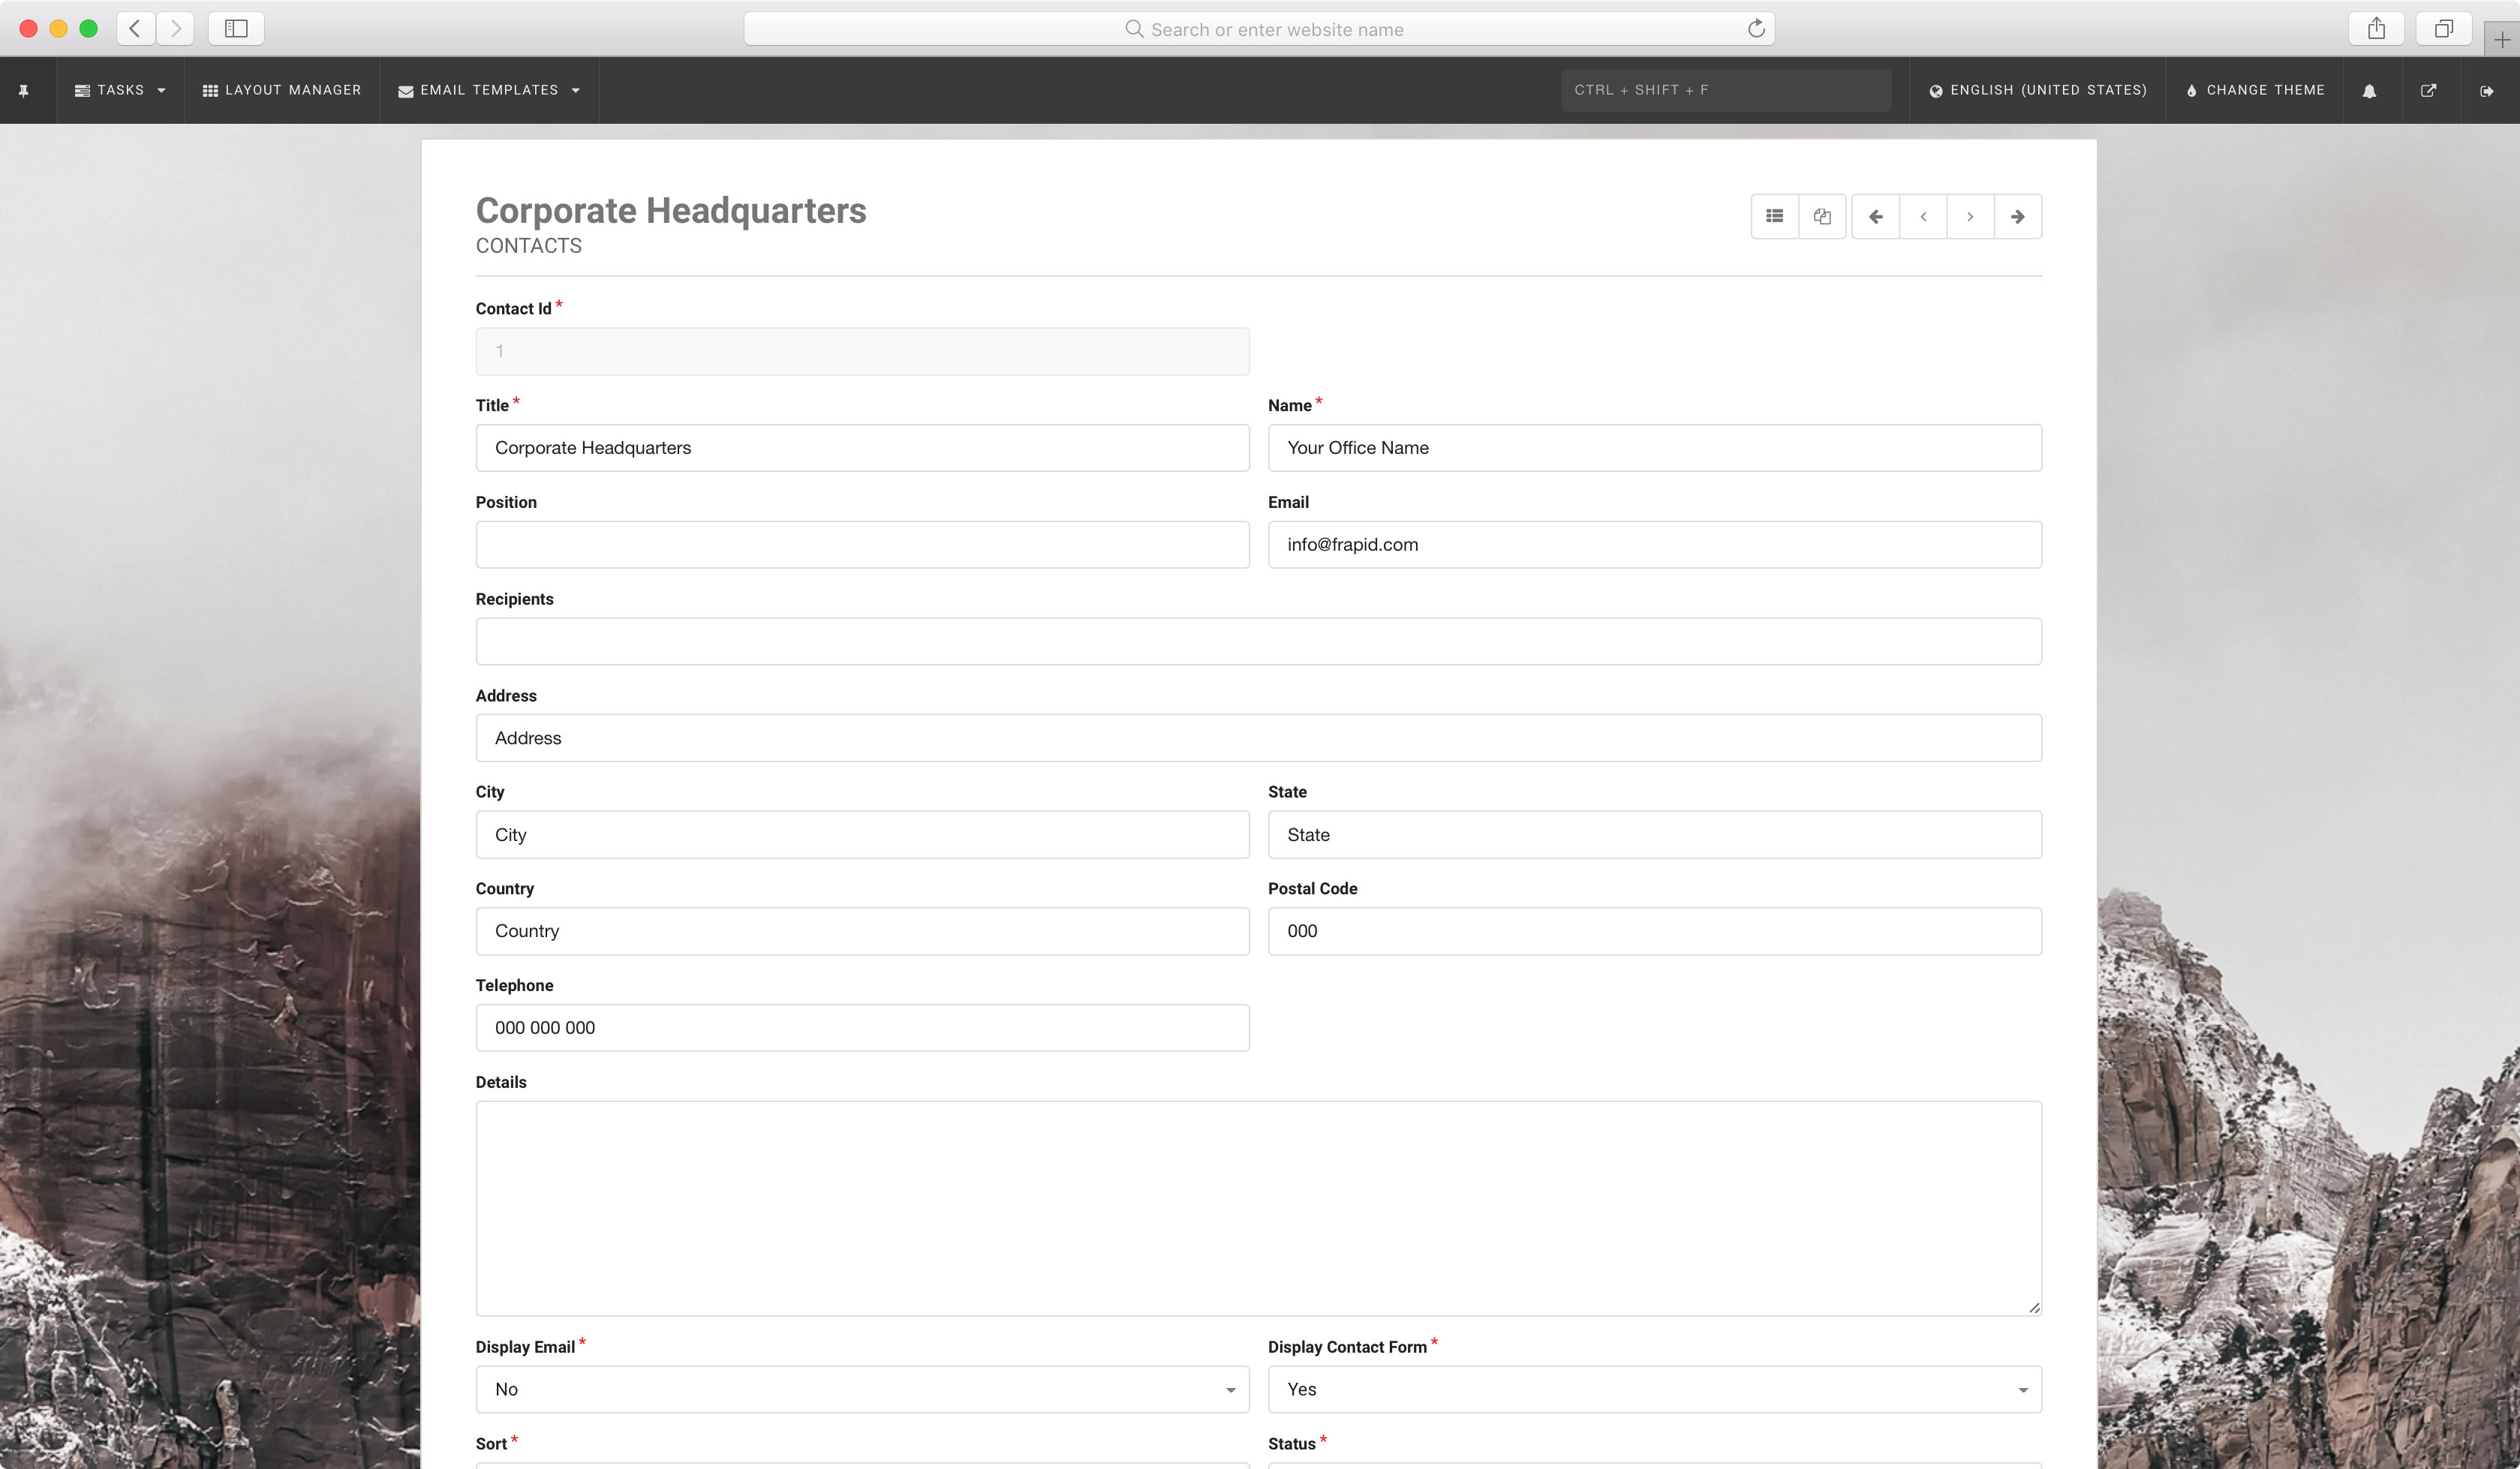 Search or enter website name
TASKS
LAYOUT MANAGER
EMAIL TEMPLATES
CTRL + SHIFT + F
ENGLISH (UNITED STATES)
CHANGE THEME
Corporate Headquarters
CONTACTS
Contact Id *
1
Title * Name *
Corporate Headquarters Your Office Name
Position Email
info@frapid.com
Recipients
Address
Address
City State
City State
Country Postal Code
Country 000
Telephone
000 000 000
Details
Display Email * Display Contact Form *
No Yes
Sort * Status *